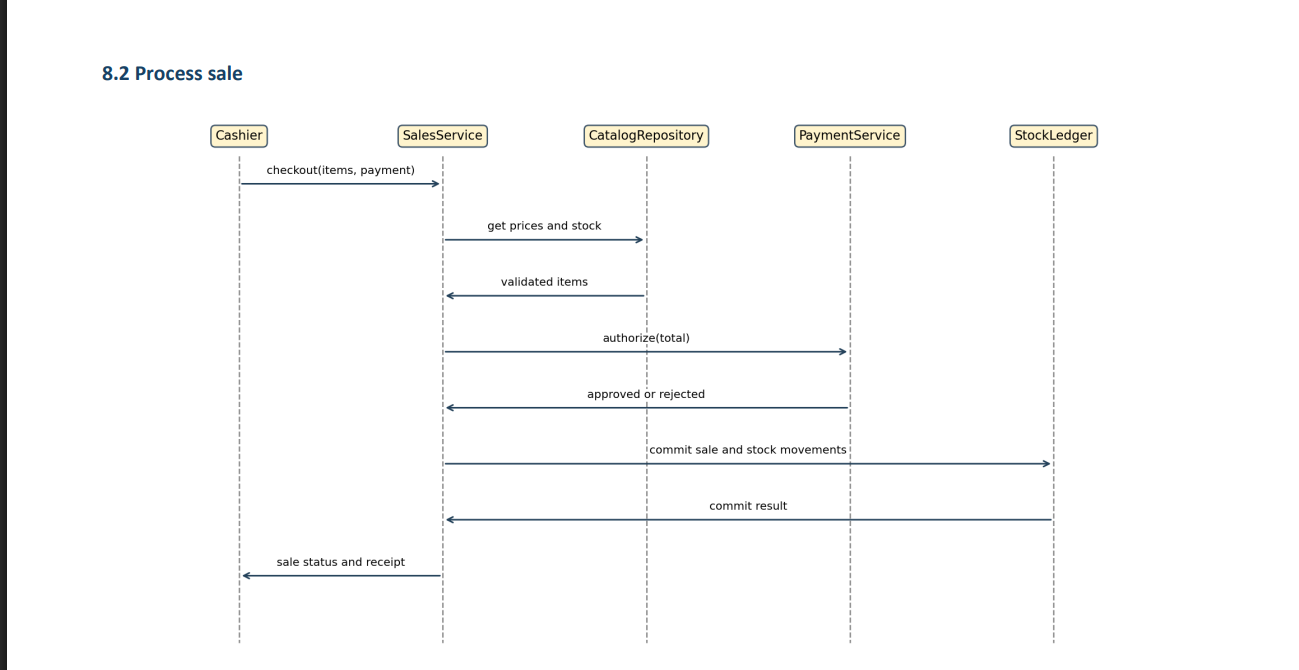 8.2 Process sale
Cashier SalesService CatalogRepository PaymentService StockLedger
checkout(items, payment)
get prices and stock
validated items
authorize(total)
approved or rejected
commit sale and stock movements
commit result
sale status and receipt